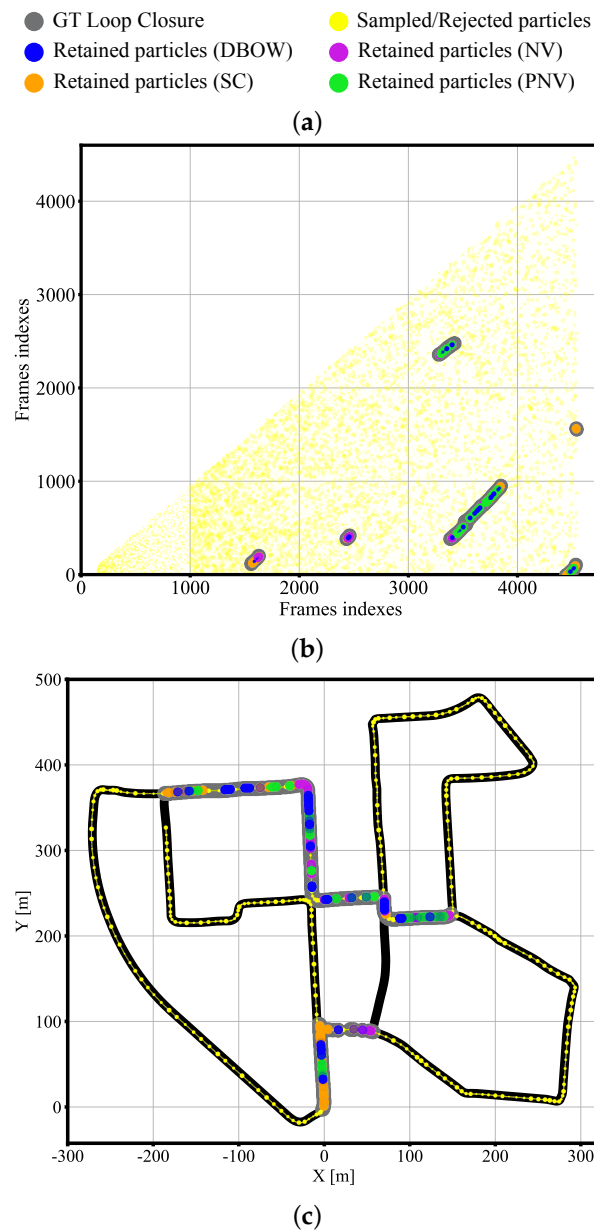 GT Loop Closure Sampled/Rejected particles
Retained particles (DBOW) Retained particles (NV)
Retained particles (SC) Retained particles (PNV)
(a)
4000
3000
2000
1000
0
0 1000 2000 3000 4000
Frames indexes
Frames indexes
(b)
500
400
300
200
100
0
-300 -200 -100 0 100 200 300
Y [m]
X [m]
(c)